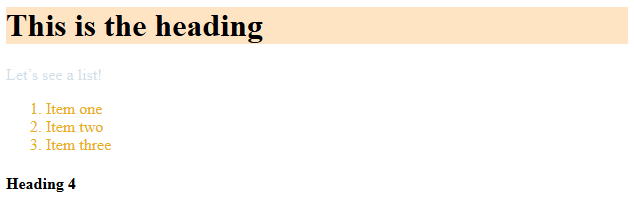 This is the heading
Let’s see a list!
1. Item one
2. Item two
3. Item three
Heading 4